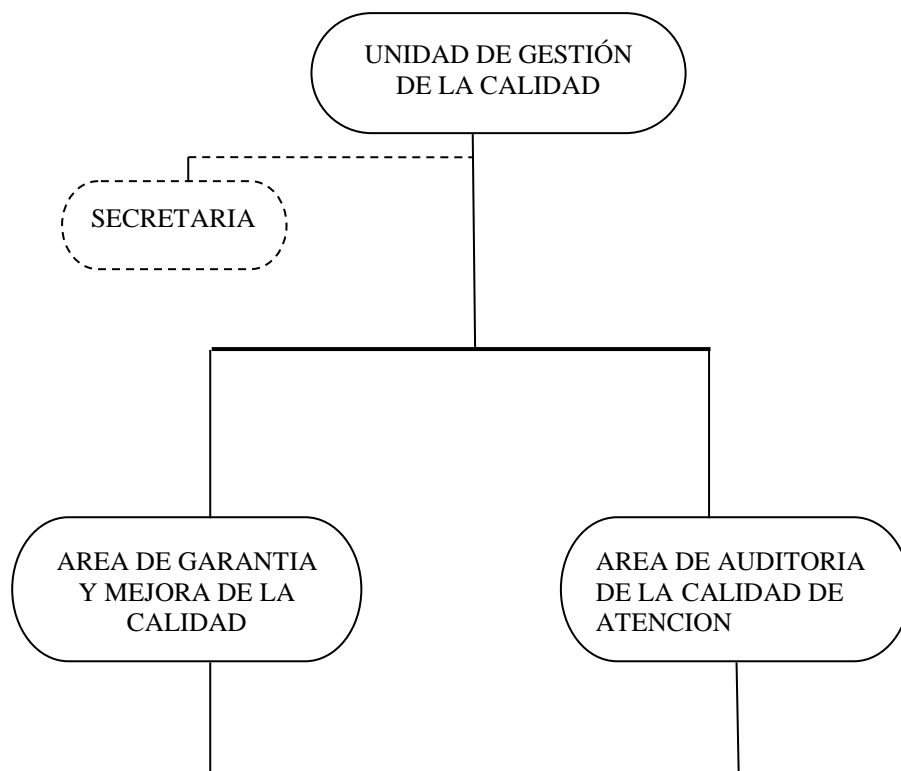 UNIDAD DE GESTIÓN
DE LA CALIDAD
SECRETARIA
AREA DE GARANTIA
Y MEJORA DE LA
CALIDAD
AREA DE AUDITORIA
DE LA CALIDAD DE
ATENCION